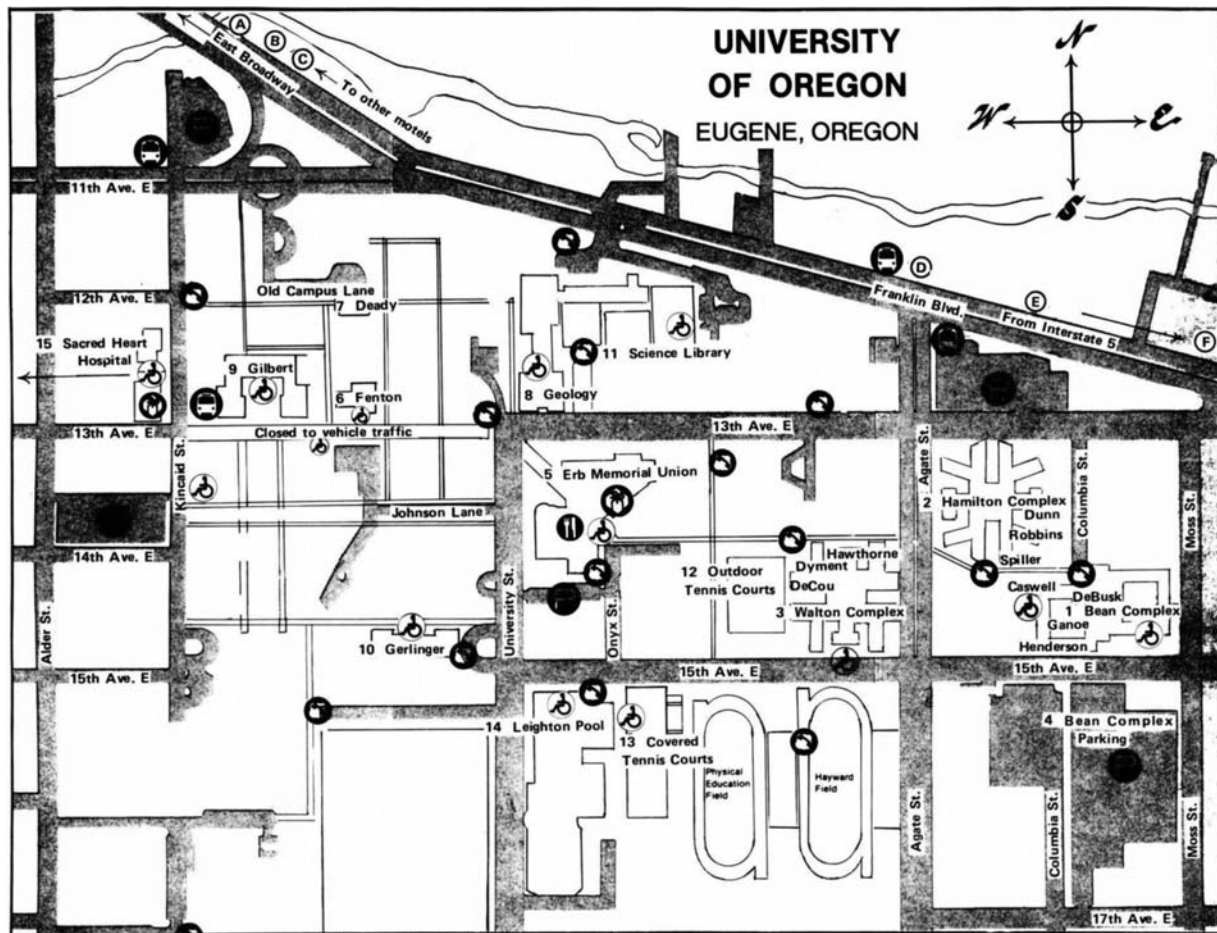 UNIVERSITY
OF OREGON
EUGENE, OREGON
N
W
E
S
A
B
C
East Broadway
To other motels
11th Ave. E
D
E
F
Franklin Blvd.
From Interstate 5
12th Ave. E
Old Campus Lane
7 Deady
15 Sacred Heart
Hospital
9 Gilbert
6 Fenton
8 Geology
11 Science Library
13th Ave. E
Closed to vehicle traffic
13th Ave. E
Kincaid St.
5 Erb Memorial Union
Johnson Lane
14th Ave. E
Agate St.
2 Hamilton Complex
Dunn
Robbins
Spiller
Columbia St.
Moss St.
Hawthorne
Dyment
DeCou
12 Outdoor
Tennis Courts
3 Walton Complex
Caswell
DeBusk
1 Bean Complex
Ganoe
Henderson
Alder St.
University St.
Onyx St.
10 Gerlinger
15th Ave. E
15th Ave. E
15th Ave. E
14 Leighton Pool
13 Covered
Tennis Courts
Physical
Education
Field
Hayward
Field
4 Bean Complex
Parking
Agate St.
Columbia St.
Moss St.
17th Ave. E